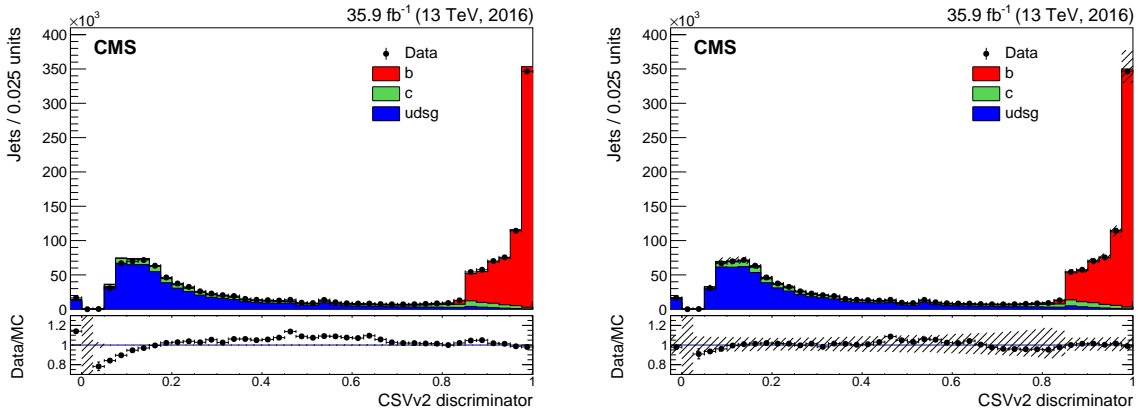 35.9 fb⁻¹ (13 TeV, 2016)
×10³
CMS
Data
b
c
udsg
Jets / 0.025 units
400
350
300
250
200
150
100
50
0
Data/MC
1.2
1
0.8
0 0.2 0.4 0.6 0.8 1
CSVv2 discriminator
35.9 fb⁻¹ (13 TeV, 2016)
×10³
CMS
Data
b
c
udsg
Jets / 0.025 units
400
350
300
250
200
150
100
50
0
Data/MC
1.2
1
0.8
0 0.2 0.4 0.6 0.8 1
CSVv2 discriminator